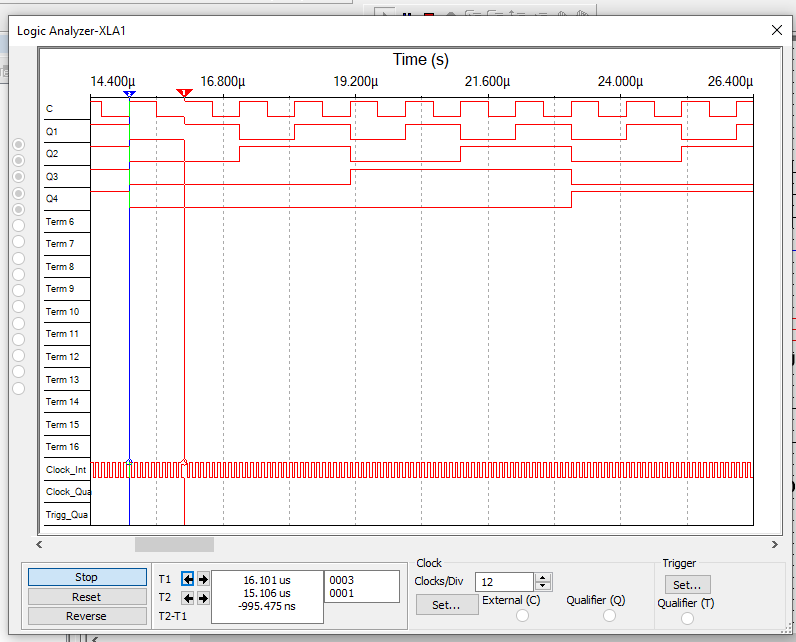 Logic Analyzer-XLA1
Time (s)
14.400µ 16.800µ 19.200µ 21.600µ 24.000µ 26.400µ
2 1
C
Q1
Q2
Q3
Q4
Term 6
Term 7
Term 8
Term 9
Term 10
Term 11
Term 12
Term 13
Term 14
Term 15
Term 16
Clock_Int
Clock_Qua
Trigg_Qua
Stop
Reset
Reverse
T1
T2
T2-T1
16.101 us
15.106 us
-995.475 ns
0003
0001
Clock
Clocks/Div 12
Set...
External (C)
Qualifier (Q)
Trigger
Set...
Qualifier (T)